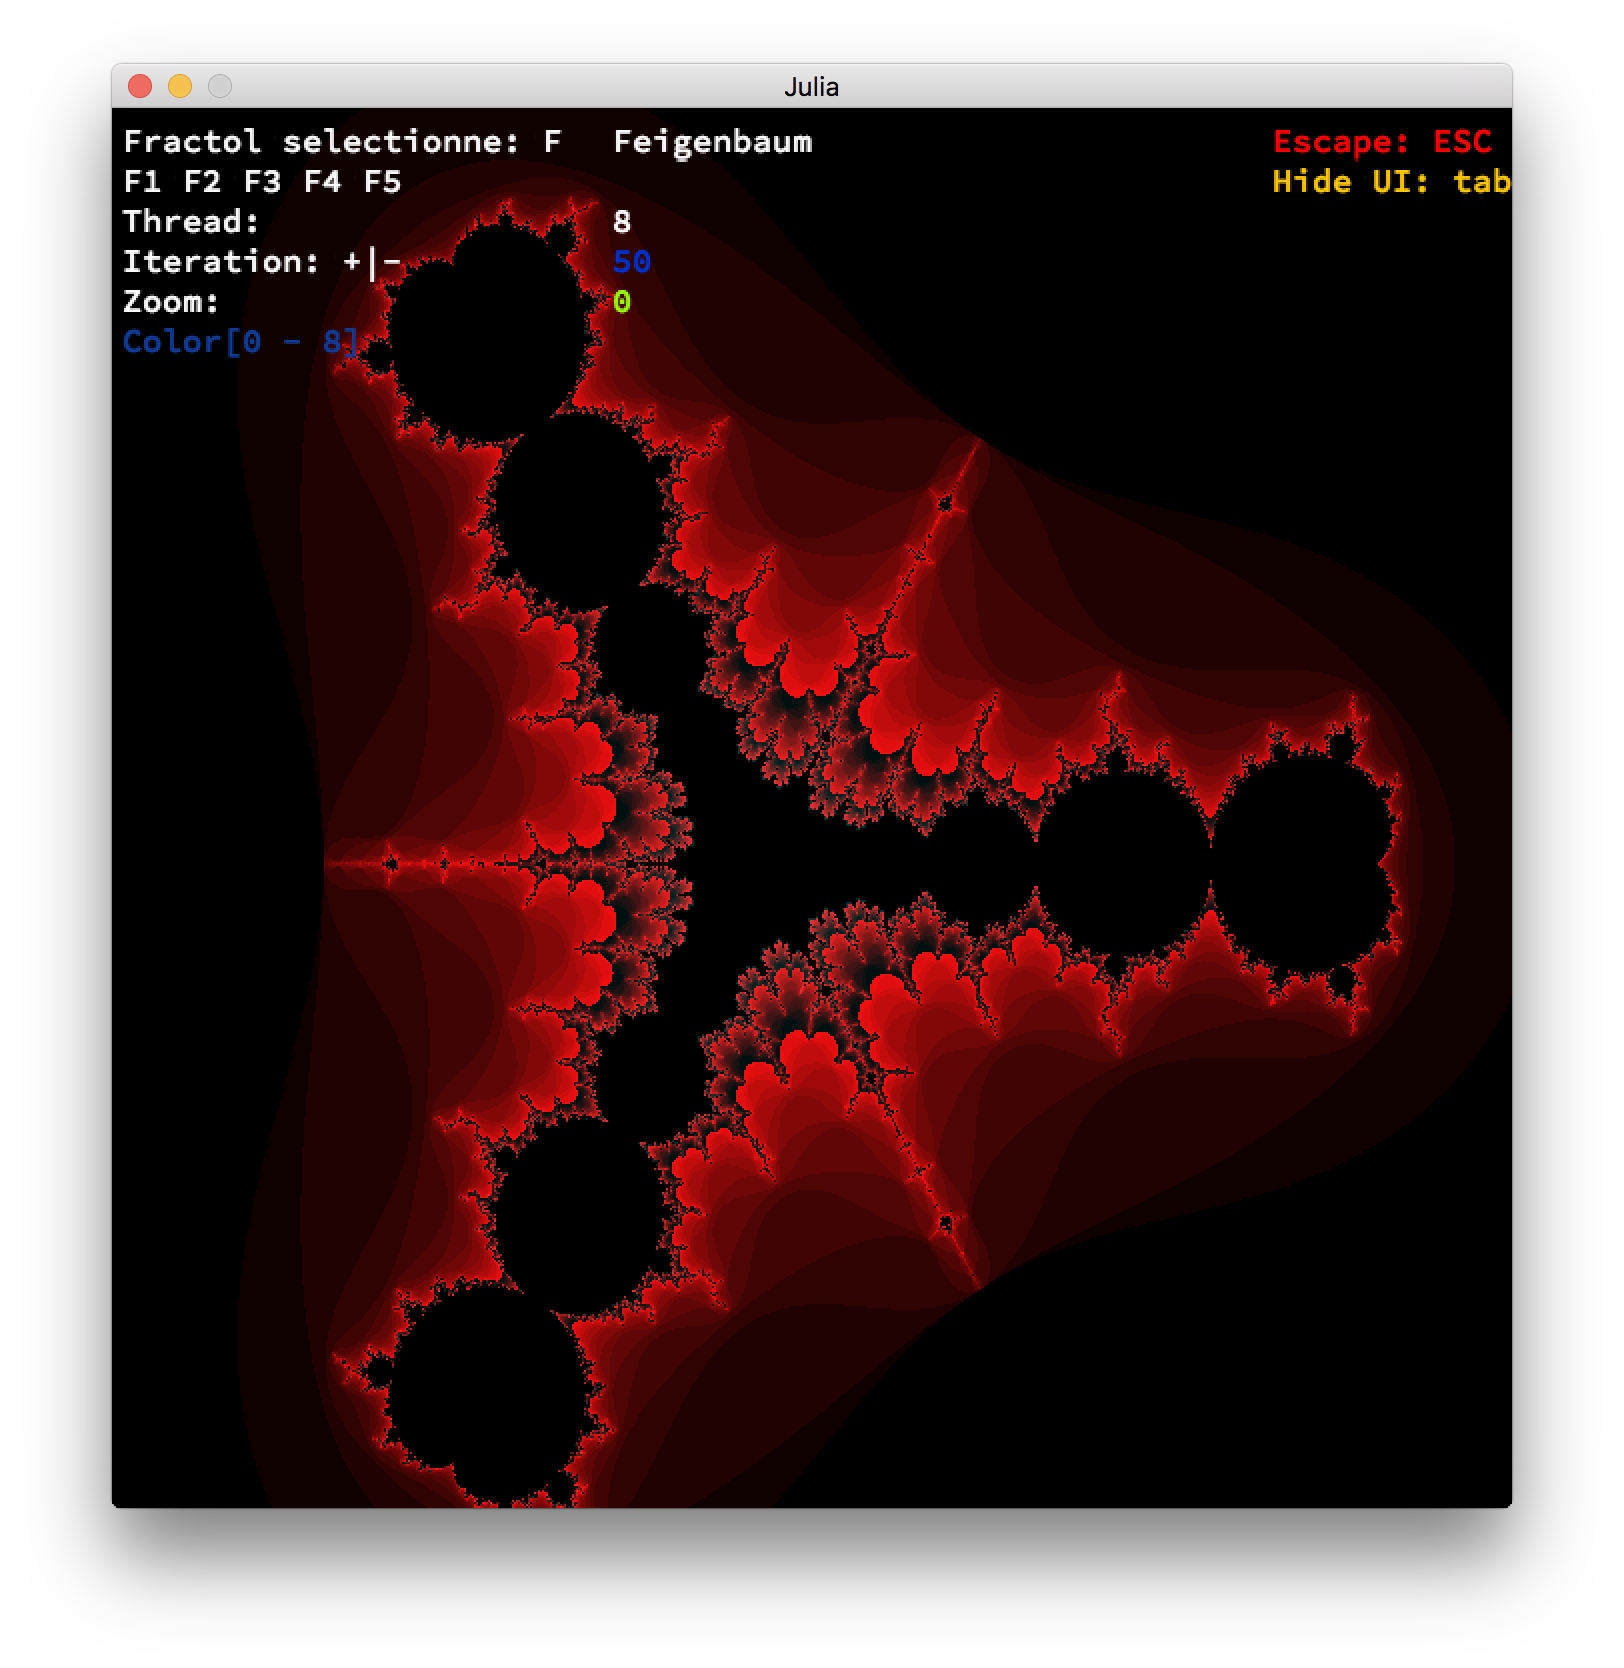 Julia
Fractol selectionne: F Feigenbaum Escape: ESC
F1 F2 F3 F4 F5 Hide UI: tab
Thread: 8
Iteration: +|- 50
Zoom: 0
Color[0 - 8]